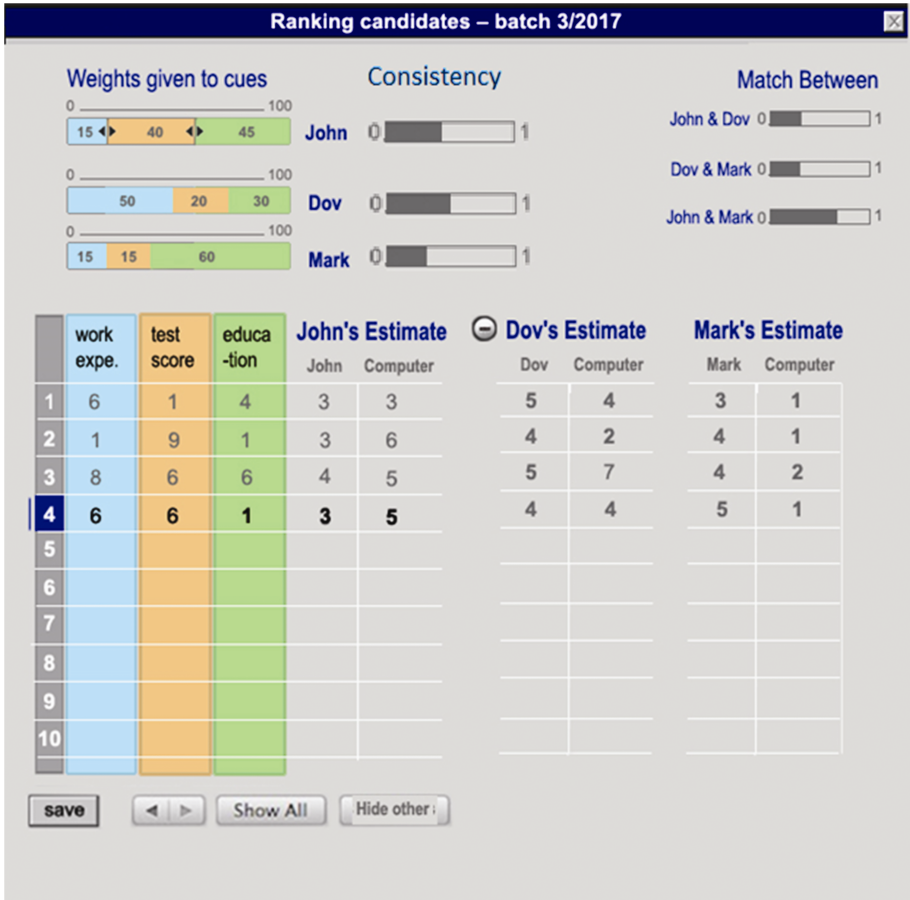 Ranking candidates – batch 3/2017
Weights given to cues
Consistency
Match Between
0 100
15 40 45
John 0 1
John & Dov 0 1
0 100
50 20 30
Dov 0 1
Dov & Mark 0 1
0 100
15 15 60
Mark 0 1
John & Mark 0 1
work expe.
test score
educa -tion
John's Estimate
Dov's Estimate
Mark's Estimate
John Computer
Dov Computer
Mark Computer
1 6 1 4 3 3 5 4 3 1
2 1 9 1 3 6 4 2 4 1
3 8 6 6 4 5 5 7 4 2
4 6 6 1 3 5 4 4 5 1
5
6
7
8
9
10
save
Show All
Hide other